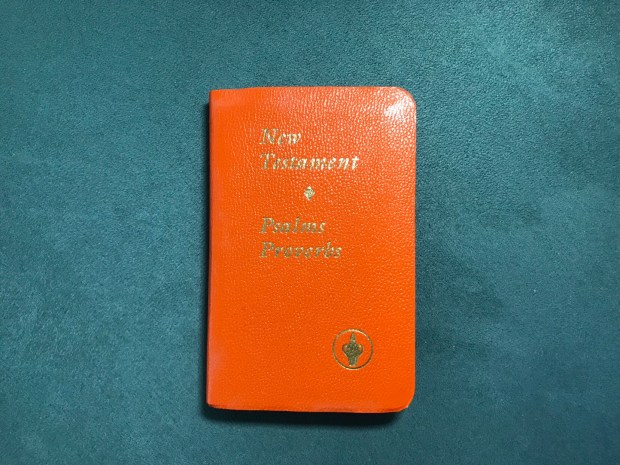 New
Testament
Psalms
Proverbs